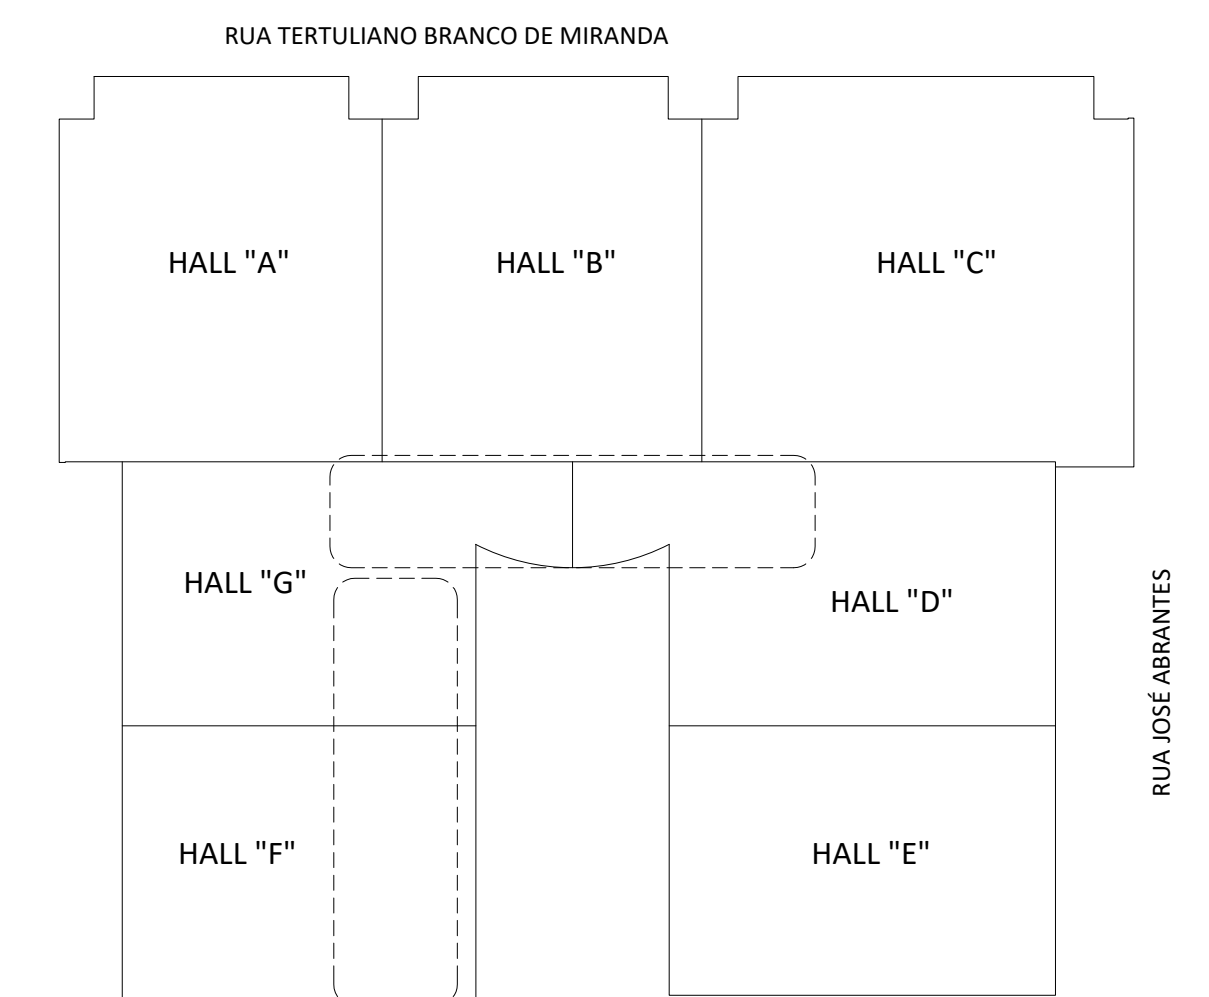 RUA TERTULIANO BRANCO DE MIRANDA
HALL "A"
HALL "B"
HALL "C"
HALL "G"
HALL "D"
RUA JOSÉ ABRANTES
HALL "F"
HALL "E"